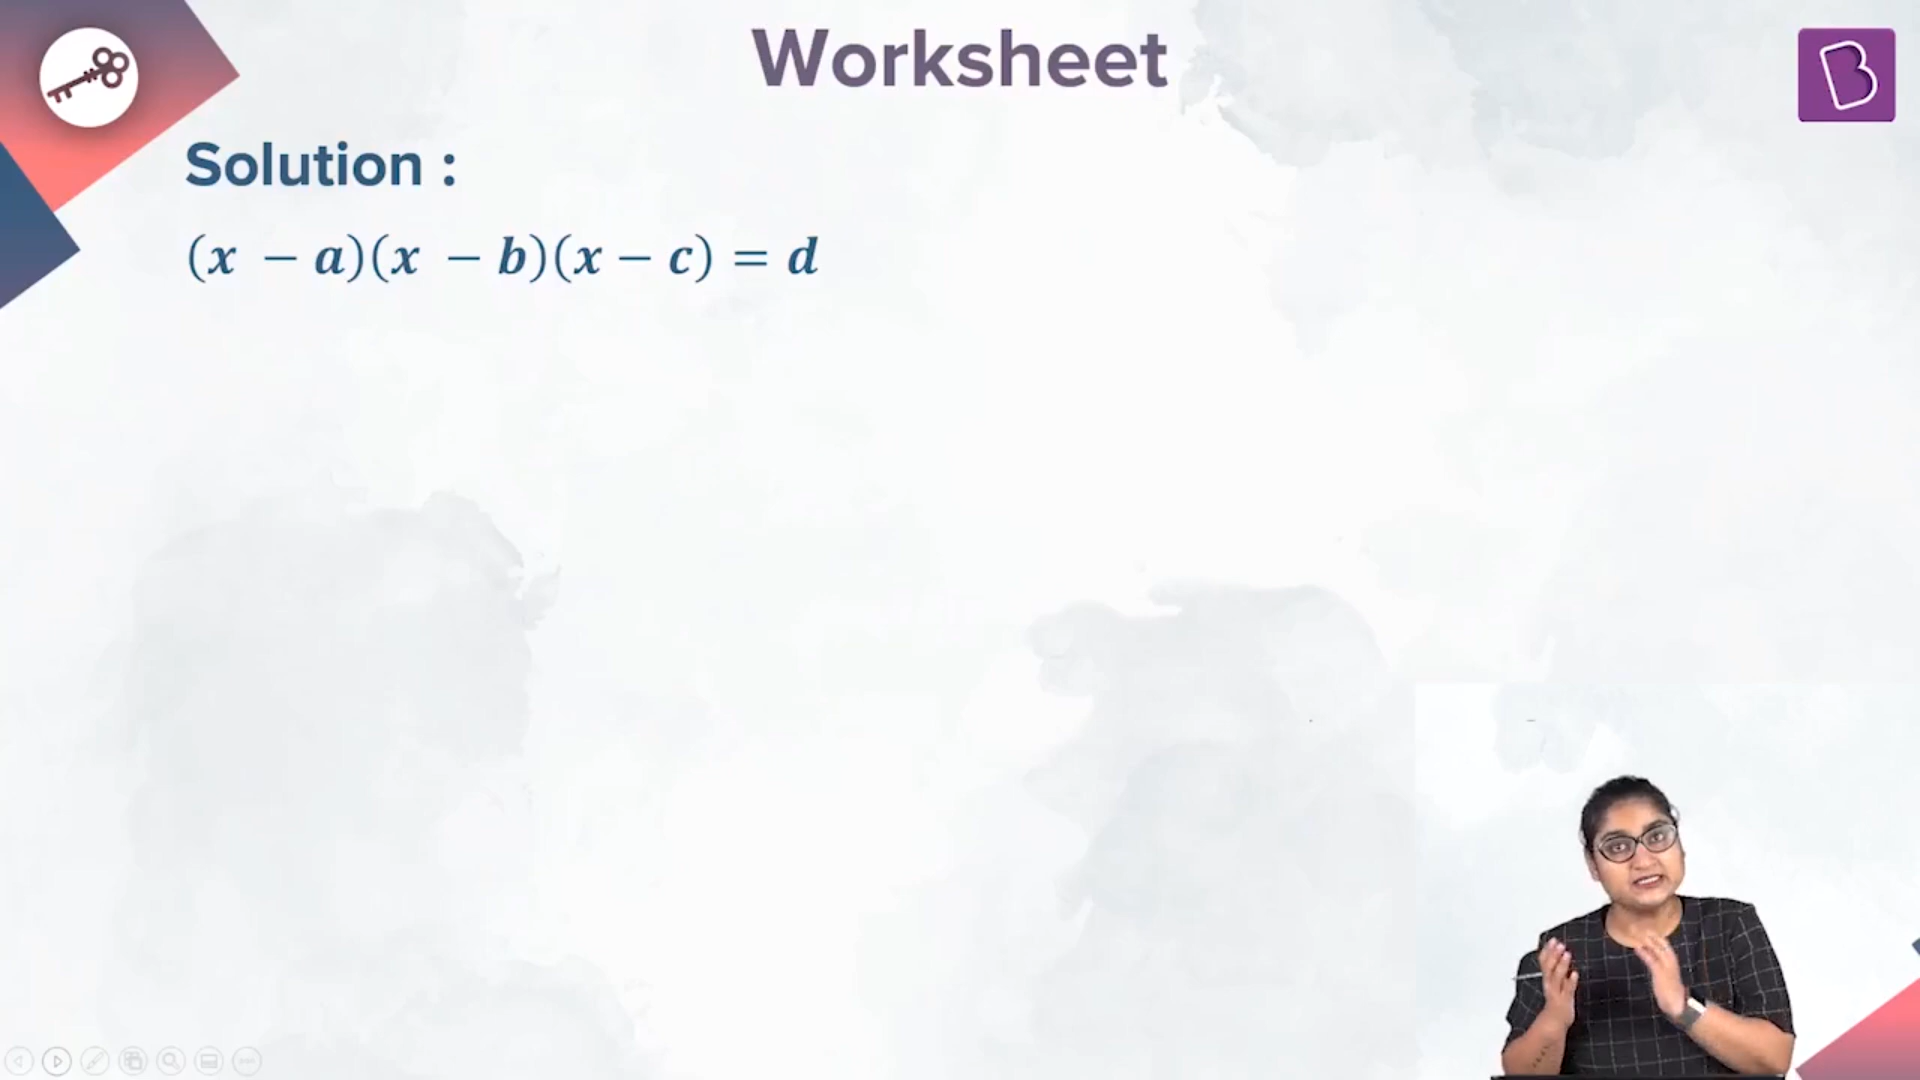 Worksheet
B
Solution :
(x − a)(x − b)(x − c) = d